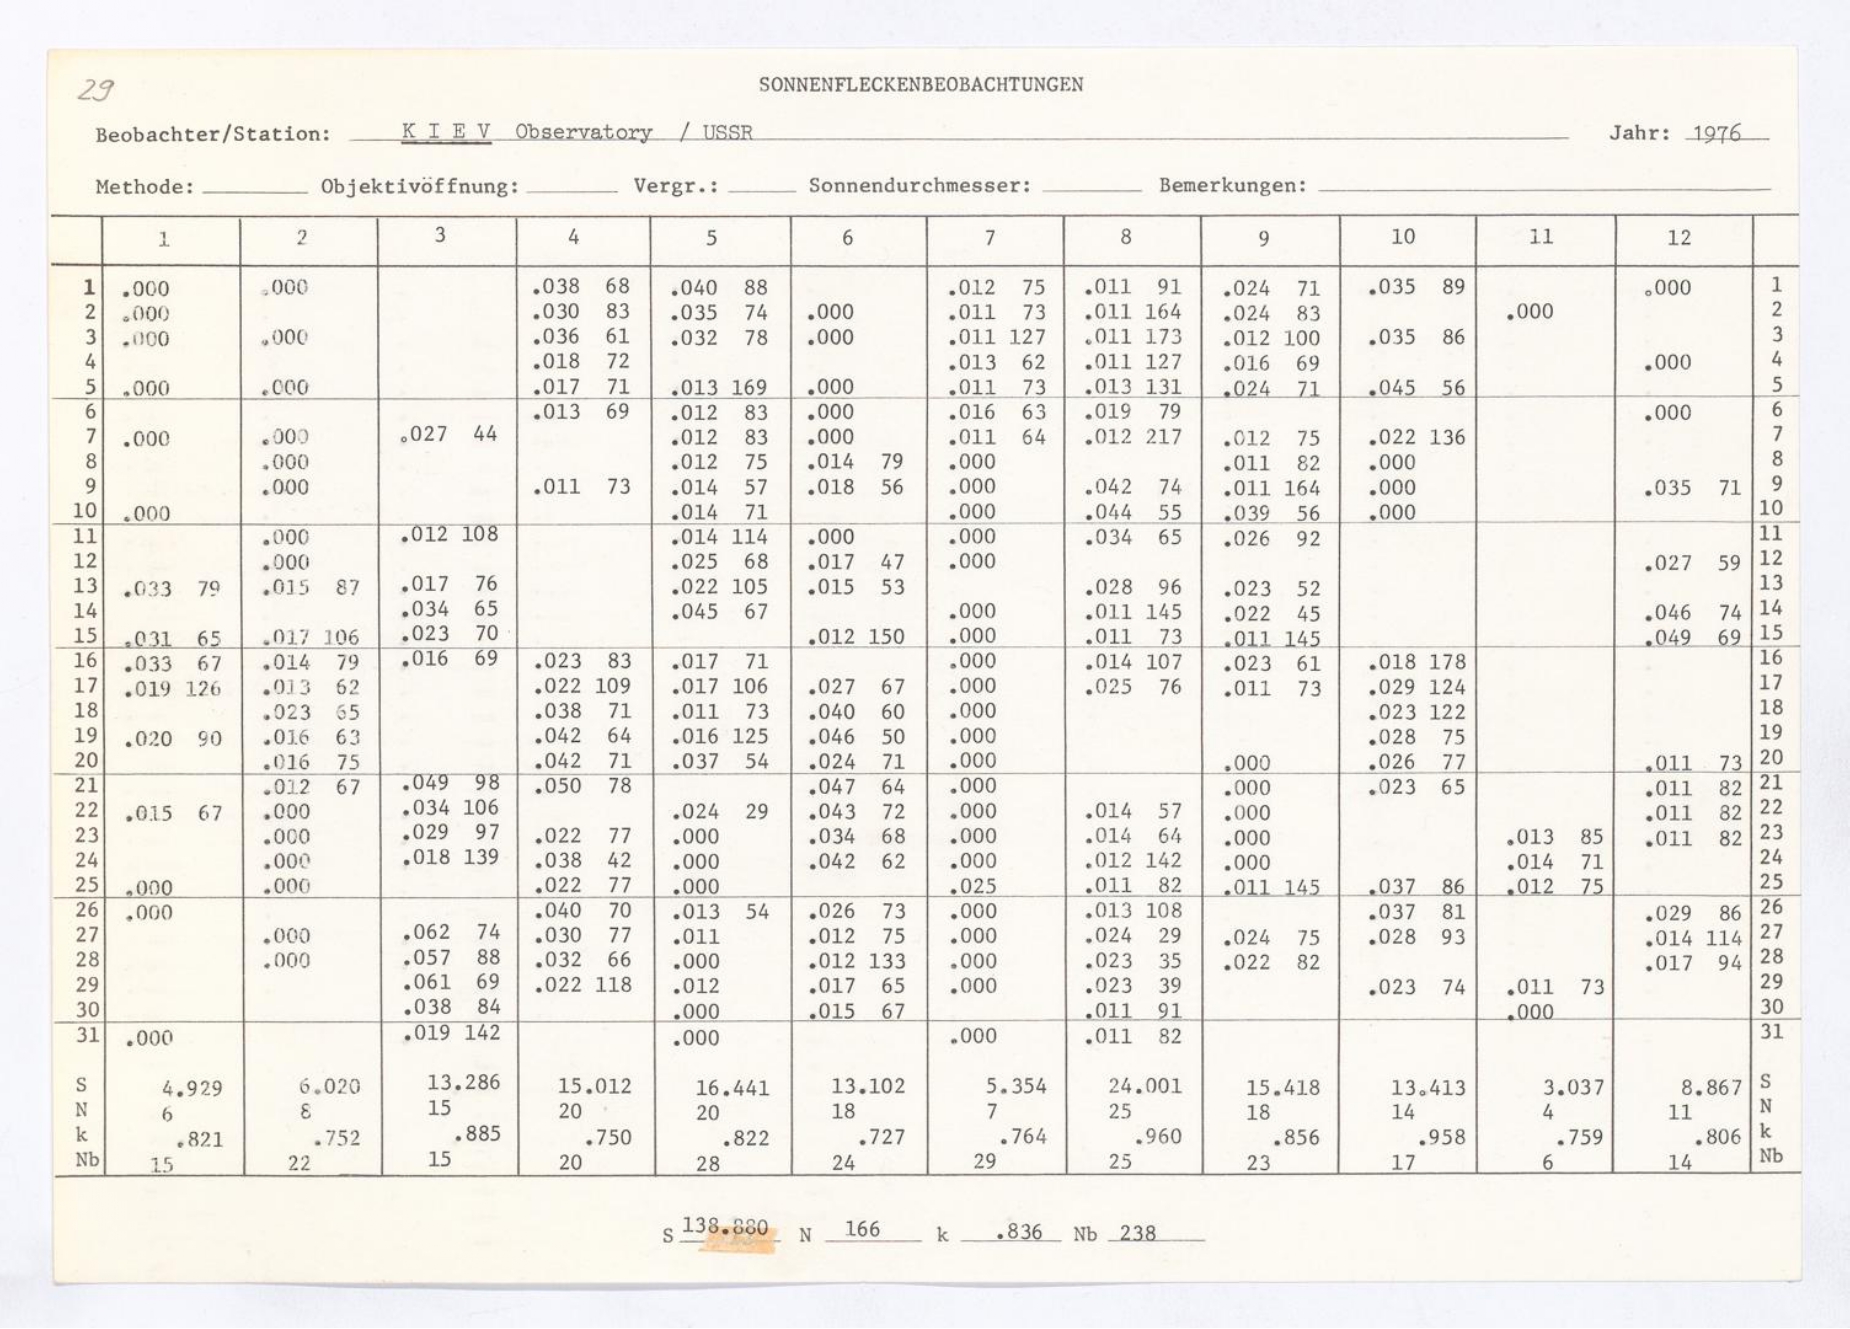 29
SONNENFLECKENBEOBACHTUNGEN
Beobachter/Station: K I E V Observatory / USSR Jahr: 1976
Methode: Objektivöffnung: Vergr.: Sonnendurchmesser: Bemerkungen:
1 2 3 4 5 6 7 8 9 10 11 12
1 .000 .000 .038 68 .040 88 .012 75 .011 91 .024 71 .035 89 .000 1
2 .000 .030 83 .035 74 .000 .011 73 .011 164 .024 83 .000 2
3 .000 .000 .036 61 .032 78 .000 .011 127 .011 173 .012 100 .035 86 3
4 .018 72 .013 62 .011 127 .016 69 .000 4
5 .000 .000 .017 71 .013 169 .000 .011 73 .013 131 .024 71 .045 56 5
6 .013 69 .012 83 .000 .016 63 .019 79 .000 6
7 .000 .000 .027 44 .012 83 .000 .011 64 .012 217 .012 75 .022 136 7
8 .000 .012 75 .014 79 .000 .011 82 .000 8
9 .000 .011 73 .014 57 .018 56 .000 .042 74 .011 164 .000 .035 71 9
10 .000 .014 71 .000 .044 55 .039 56 .000 10
11 .000 .012 108 .014 114 .000 .000 .034 65 .026 92 11
12 .000 .025 68 .017 47 .000 .027 59 12
13 .033 79 .015 87 .017 76 .022 105 .015 53 .028 96 .023 52 13
14 .034 65 .045 67 .000 .011 145 .022 45 .046 74 14
15 .031 65 .017 106 .023 70 .012 150 .000 .011 73 .011 145 .049 69 15
16 .033 67 .014 79 .016 69 .023 83 .017 71 .000 .014 107 .023 61 .018 178 16
17 .019 126 .013 62 .022 109 .017 106 .027 67 .000 .025 76 .011 73 .029 124 17
18 .023 65 .038 71 .011 73 .040 60 .000 .023 122 18
19 .020 90 .016 63 .042 64 .016 125 .046 50 .000 .028 75 19
20 .016 75 .042 71 .037 54 .024 71 .000 .000 .026 77 .011 73 20
21 .012 67 .049 98 .050 78 .047 64 .000 .000 .023 65 .011 82 21
22 .015 67 .000 .034 106 .024 29 .043 72 .000 .014 57 .000 .011 82 22
23 .000 .029 97 .022 77 .000 .034 68 .000 .014 64 .000 .013 85 .011 82 23
24 .000 .018 139 .038 42 .000 .042 62 .000 .012 142 .000 .014 71 24
25 .000 .000 .022 77 .000 .025 .011 82 .011 145 .037 86 .012 75 25
26 .000 .040 70 .013 54 .026 73 .000 .013 108 .037 81 .029 86 26
27 .000 .062 74 .030 77 .011 .012 75 .000 .024 29 .024 75 .028 93 .014 114 27
28 .000 .057 88 .032 66 .000 .012 133 .000 .023 35 .022 82 .017 94 28
29 .061 69 .022 118 .012 .017 65 .000 .023 39 .023 74 .011 73 29
30 .038 84 .000 .015 67 .011 91 .000 30
31 .000 .019 142 .000 .000 .011 82 31
S 4.929 6.020 13.286 15.012 16.441 13.102 5.354 24.001 15.418 13.413 3.037 8.867 S
N 6 8 15 20 20 18 7 25 18 14 4 11 N
k .821 .752 .885 .750 .822 .727 .764 .960 .856 .958 .759 .806 k
Nb 15 22 15 20 28 24 29 25 23 17 6 14 Nb
S 138.880 N 166 k .836 Nb 238